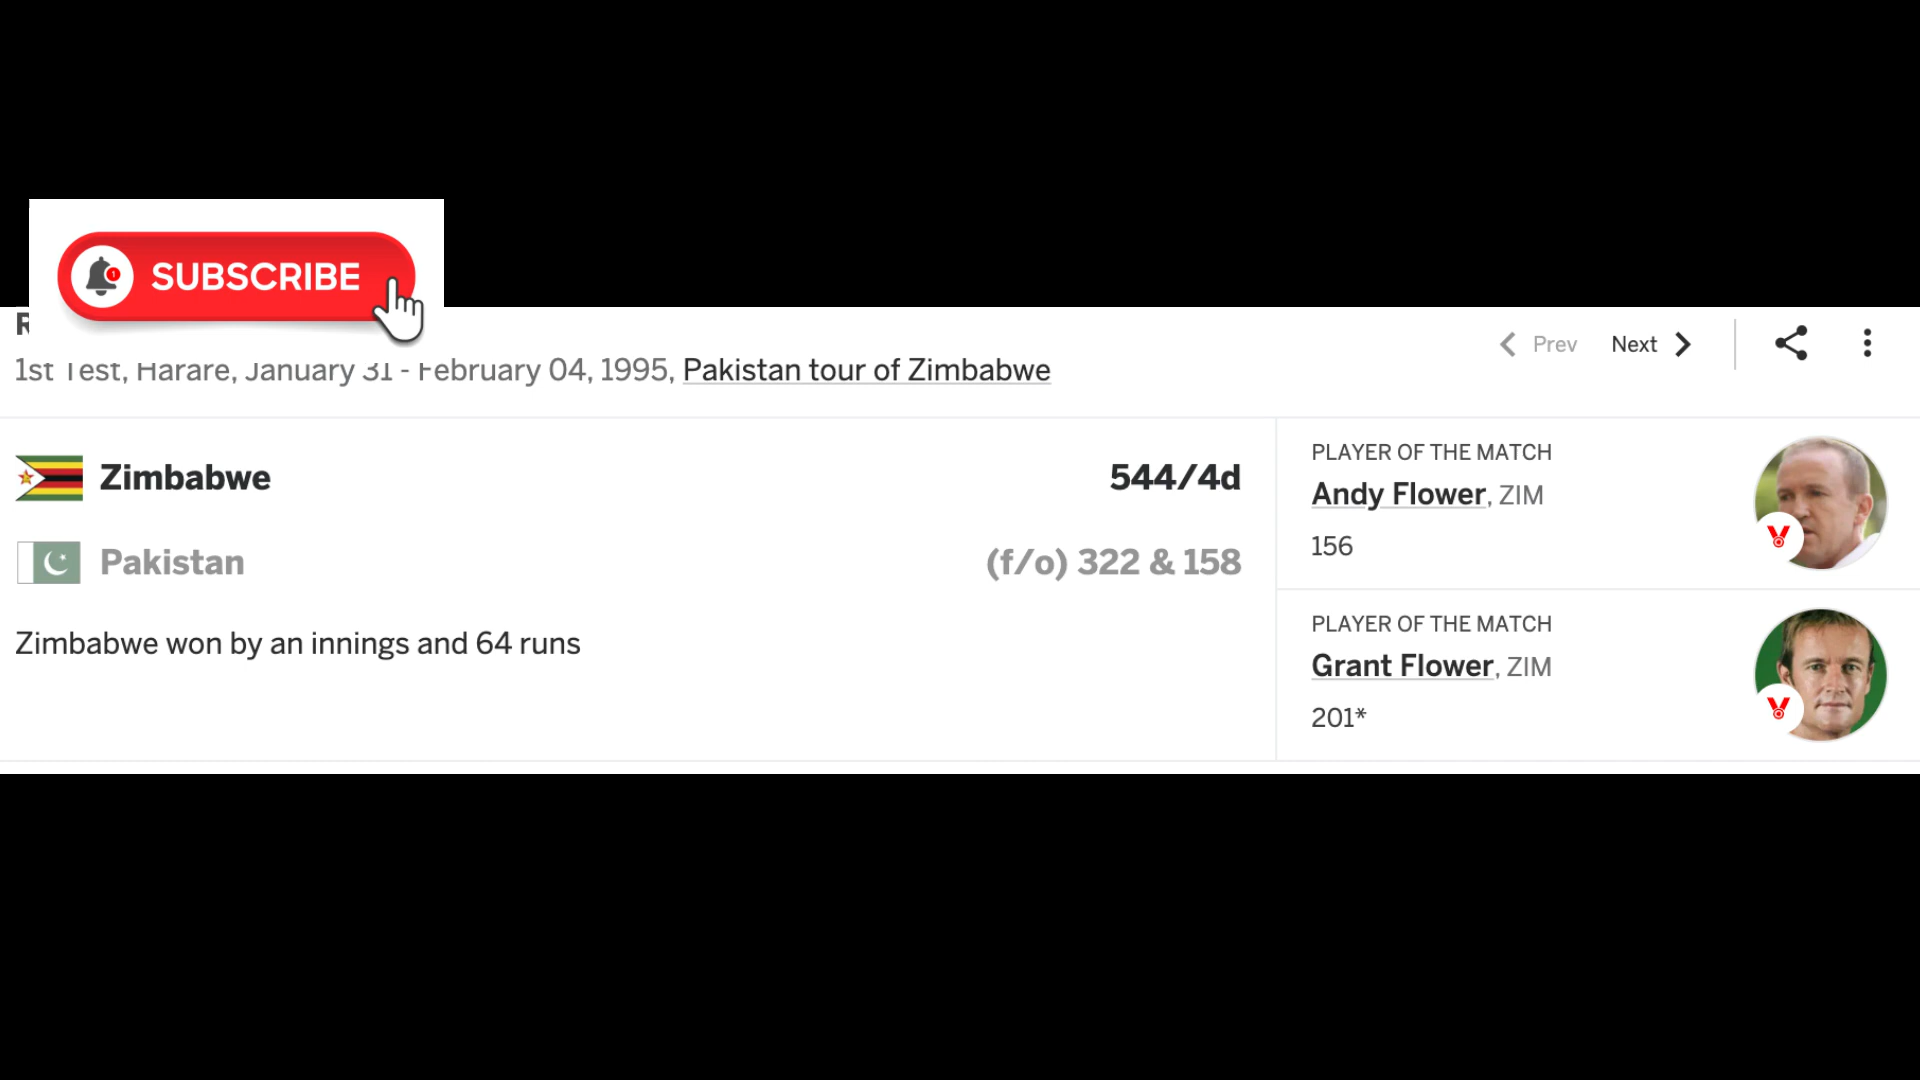 SUBSCRIBE
1
1st Test, Harare, January 31 - February 04, 1995, Pakistan tour of Zimbabwe
Prev Next
Zimbabwe 544/4d
Pakistan (f/o) 322 & 158
Zimbabwe won by an innings and 64 runs
PLAYER OF THE MATCH
Andy Flower, ZIM
156
PLAYER OF THE MATCH
Grant Flower, ZIM
201*